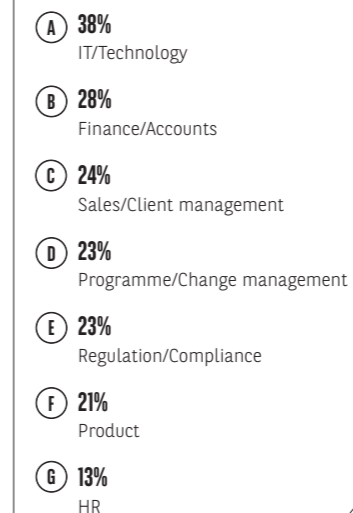 A 38%
IT/Technology
B 28%
Finance/Accounts
C 24%
Sales/Client management
D 23%
Programme/Change management
E 23%
Regulation/Compliance
F 21%
Product
G 13%
HR